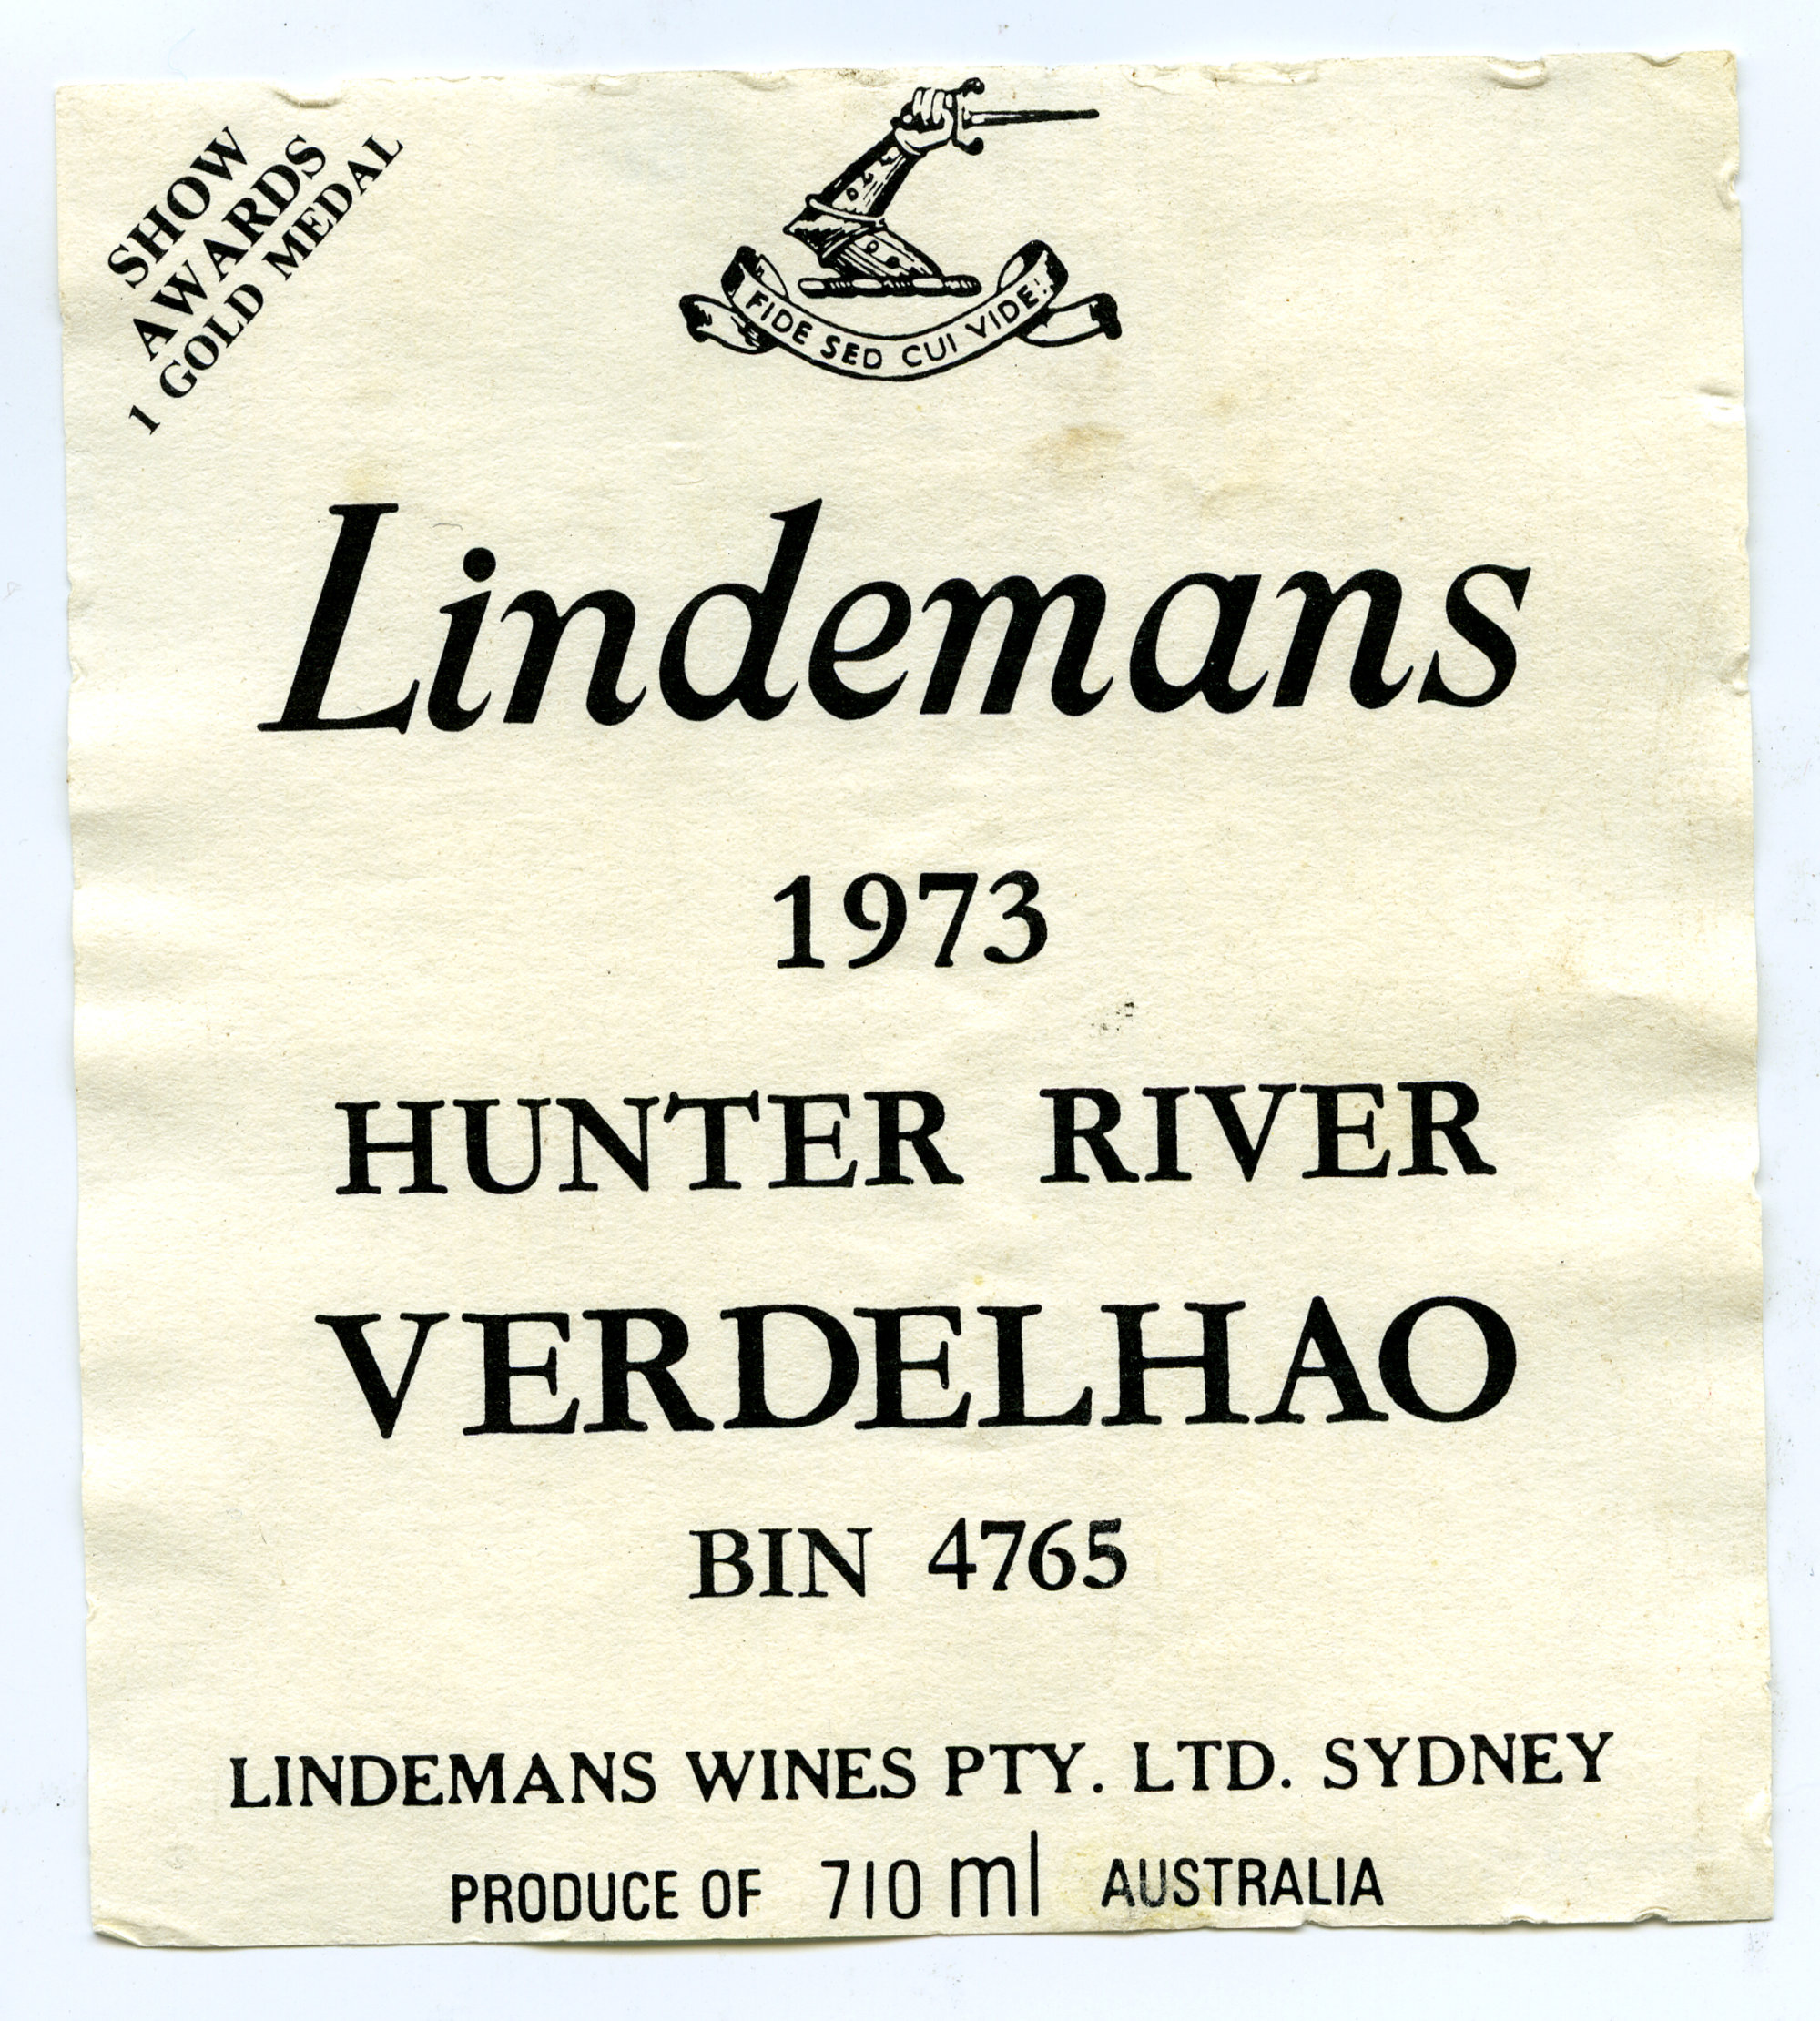 SHOW
AWARDS
1 GOLD MEDAL
FIDE SED CUI VIDE
Lindemans
1973
HUNTER RIVER
VERDELHAO
BIN 4765
LINDEMANS WINES PTY. LTD. SYDNEY
PRODUCE OF 710 ml AUSTRALIA